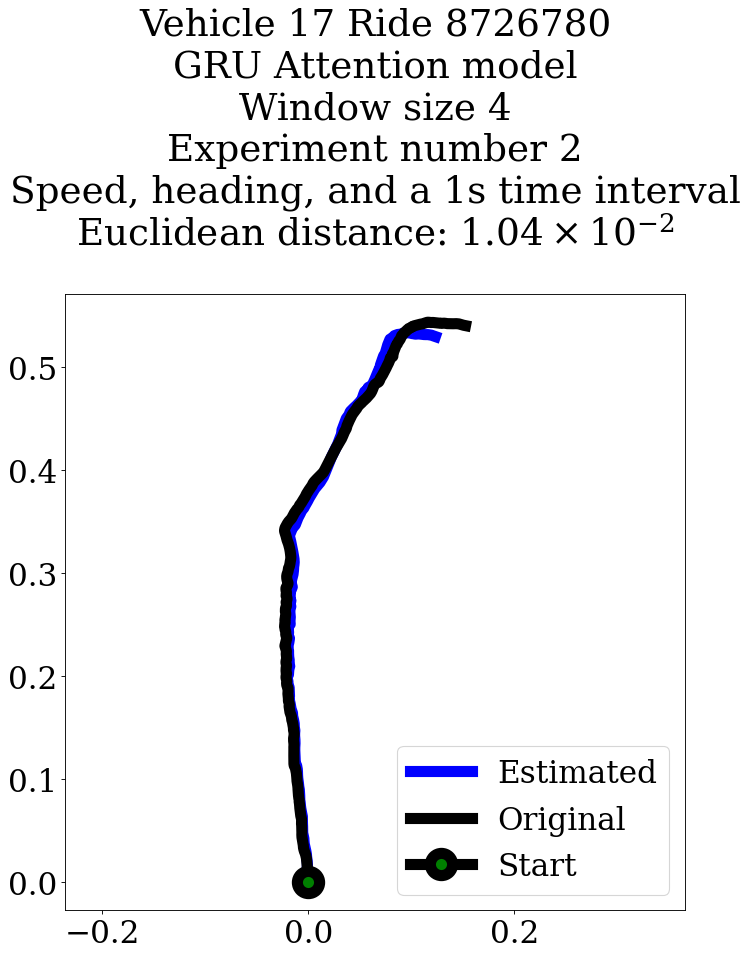 Vehicle 17 Ride 8726780
GRU Attention model
Window size 4
Experiment number 2
Speed, heading, and a 1s time interval
Euclidean distance: 1.04 × 10⁻²
0.5
0.4
0.3
0.2
0.1
0.0
Estimated
Original
Start
−0.2 0.0 0.2